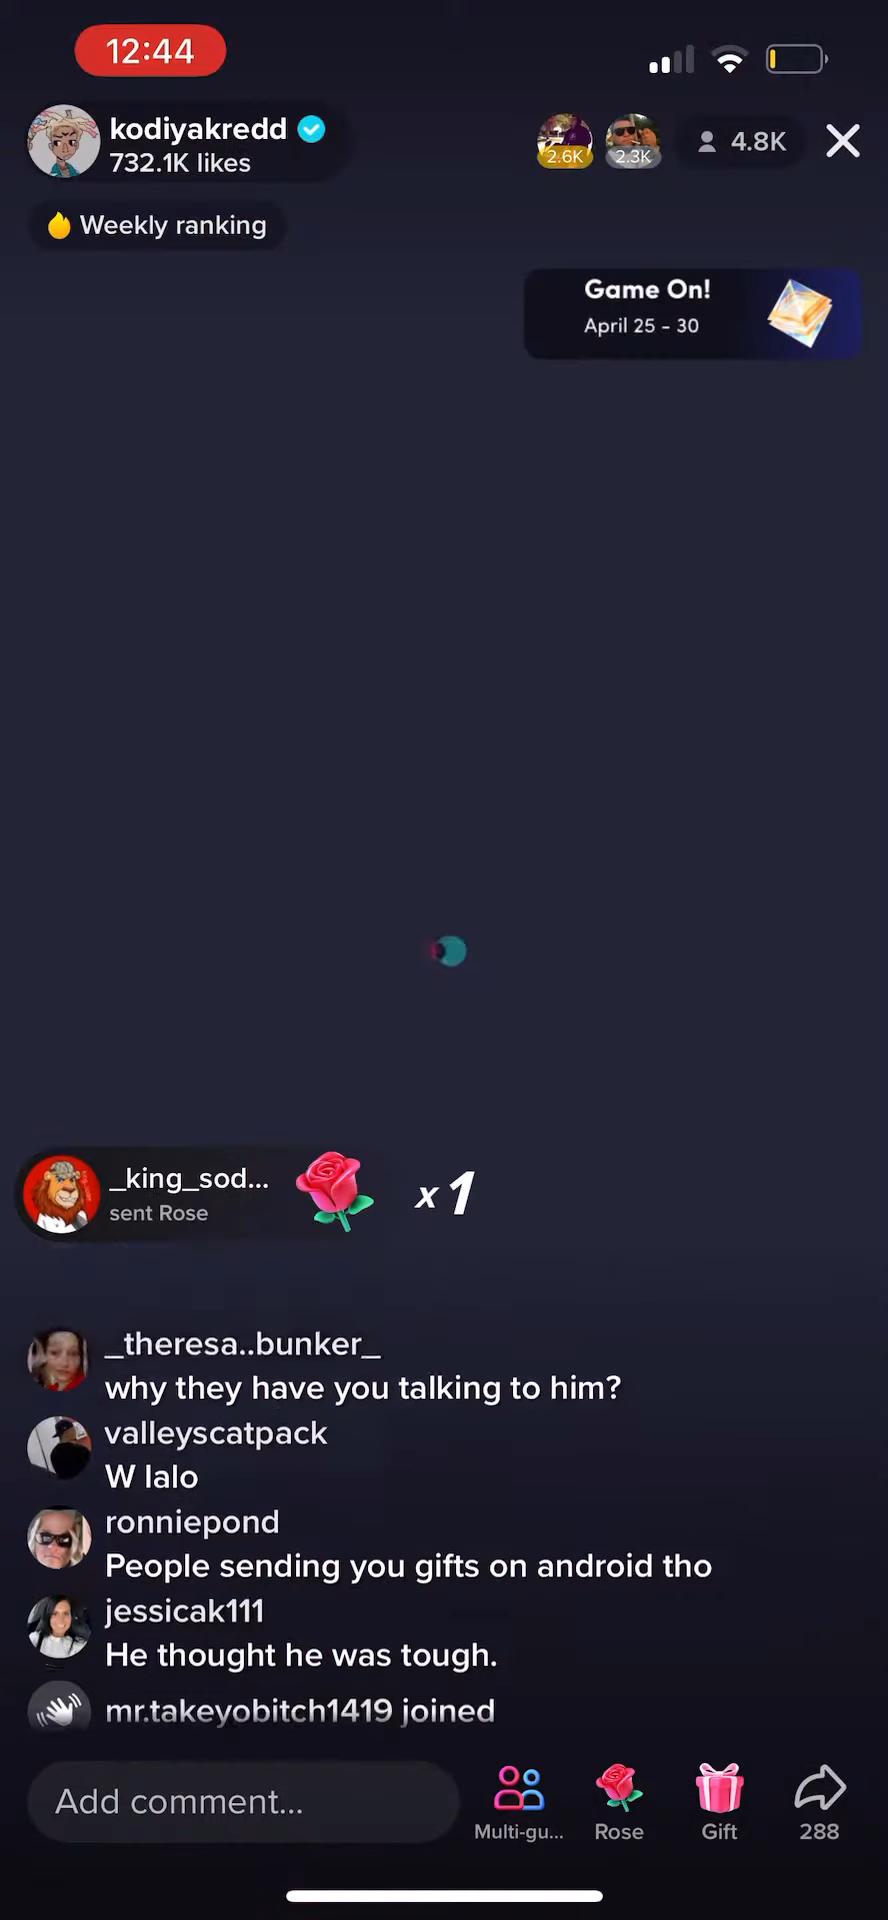 12:44
kodiyakredd
732.1K likes
2.6K
2.3K
4.8K
Weekly ranking
Game On!
April 25 - 30
_king_sod...
sent Rose
x 1
_theresa..bunker_
why they have you talking to him?
valleyscatpack
W lalo
ronniepond
People sending you gifts on android tho
jessicak111
He thought he was tough.
mr.takeyobitch1419 joined
Add comment...
Multi-gu...
Rose
Gift
288